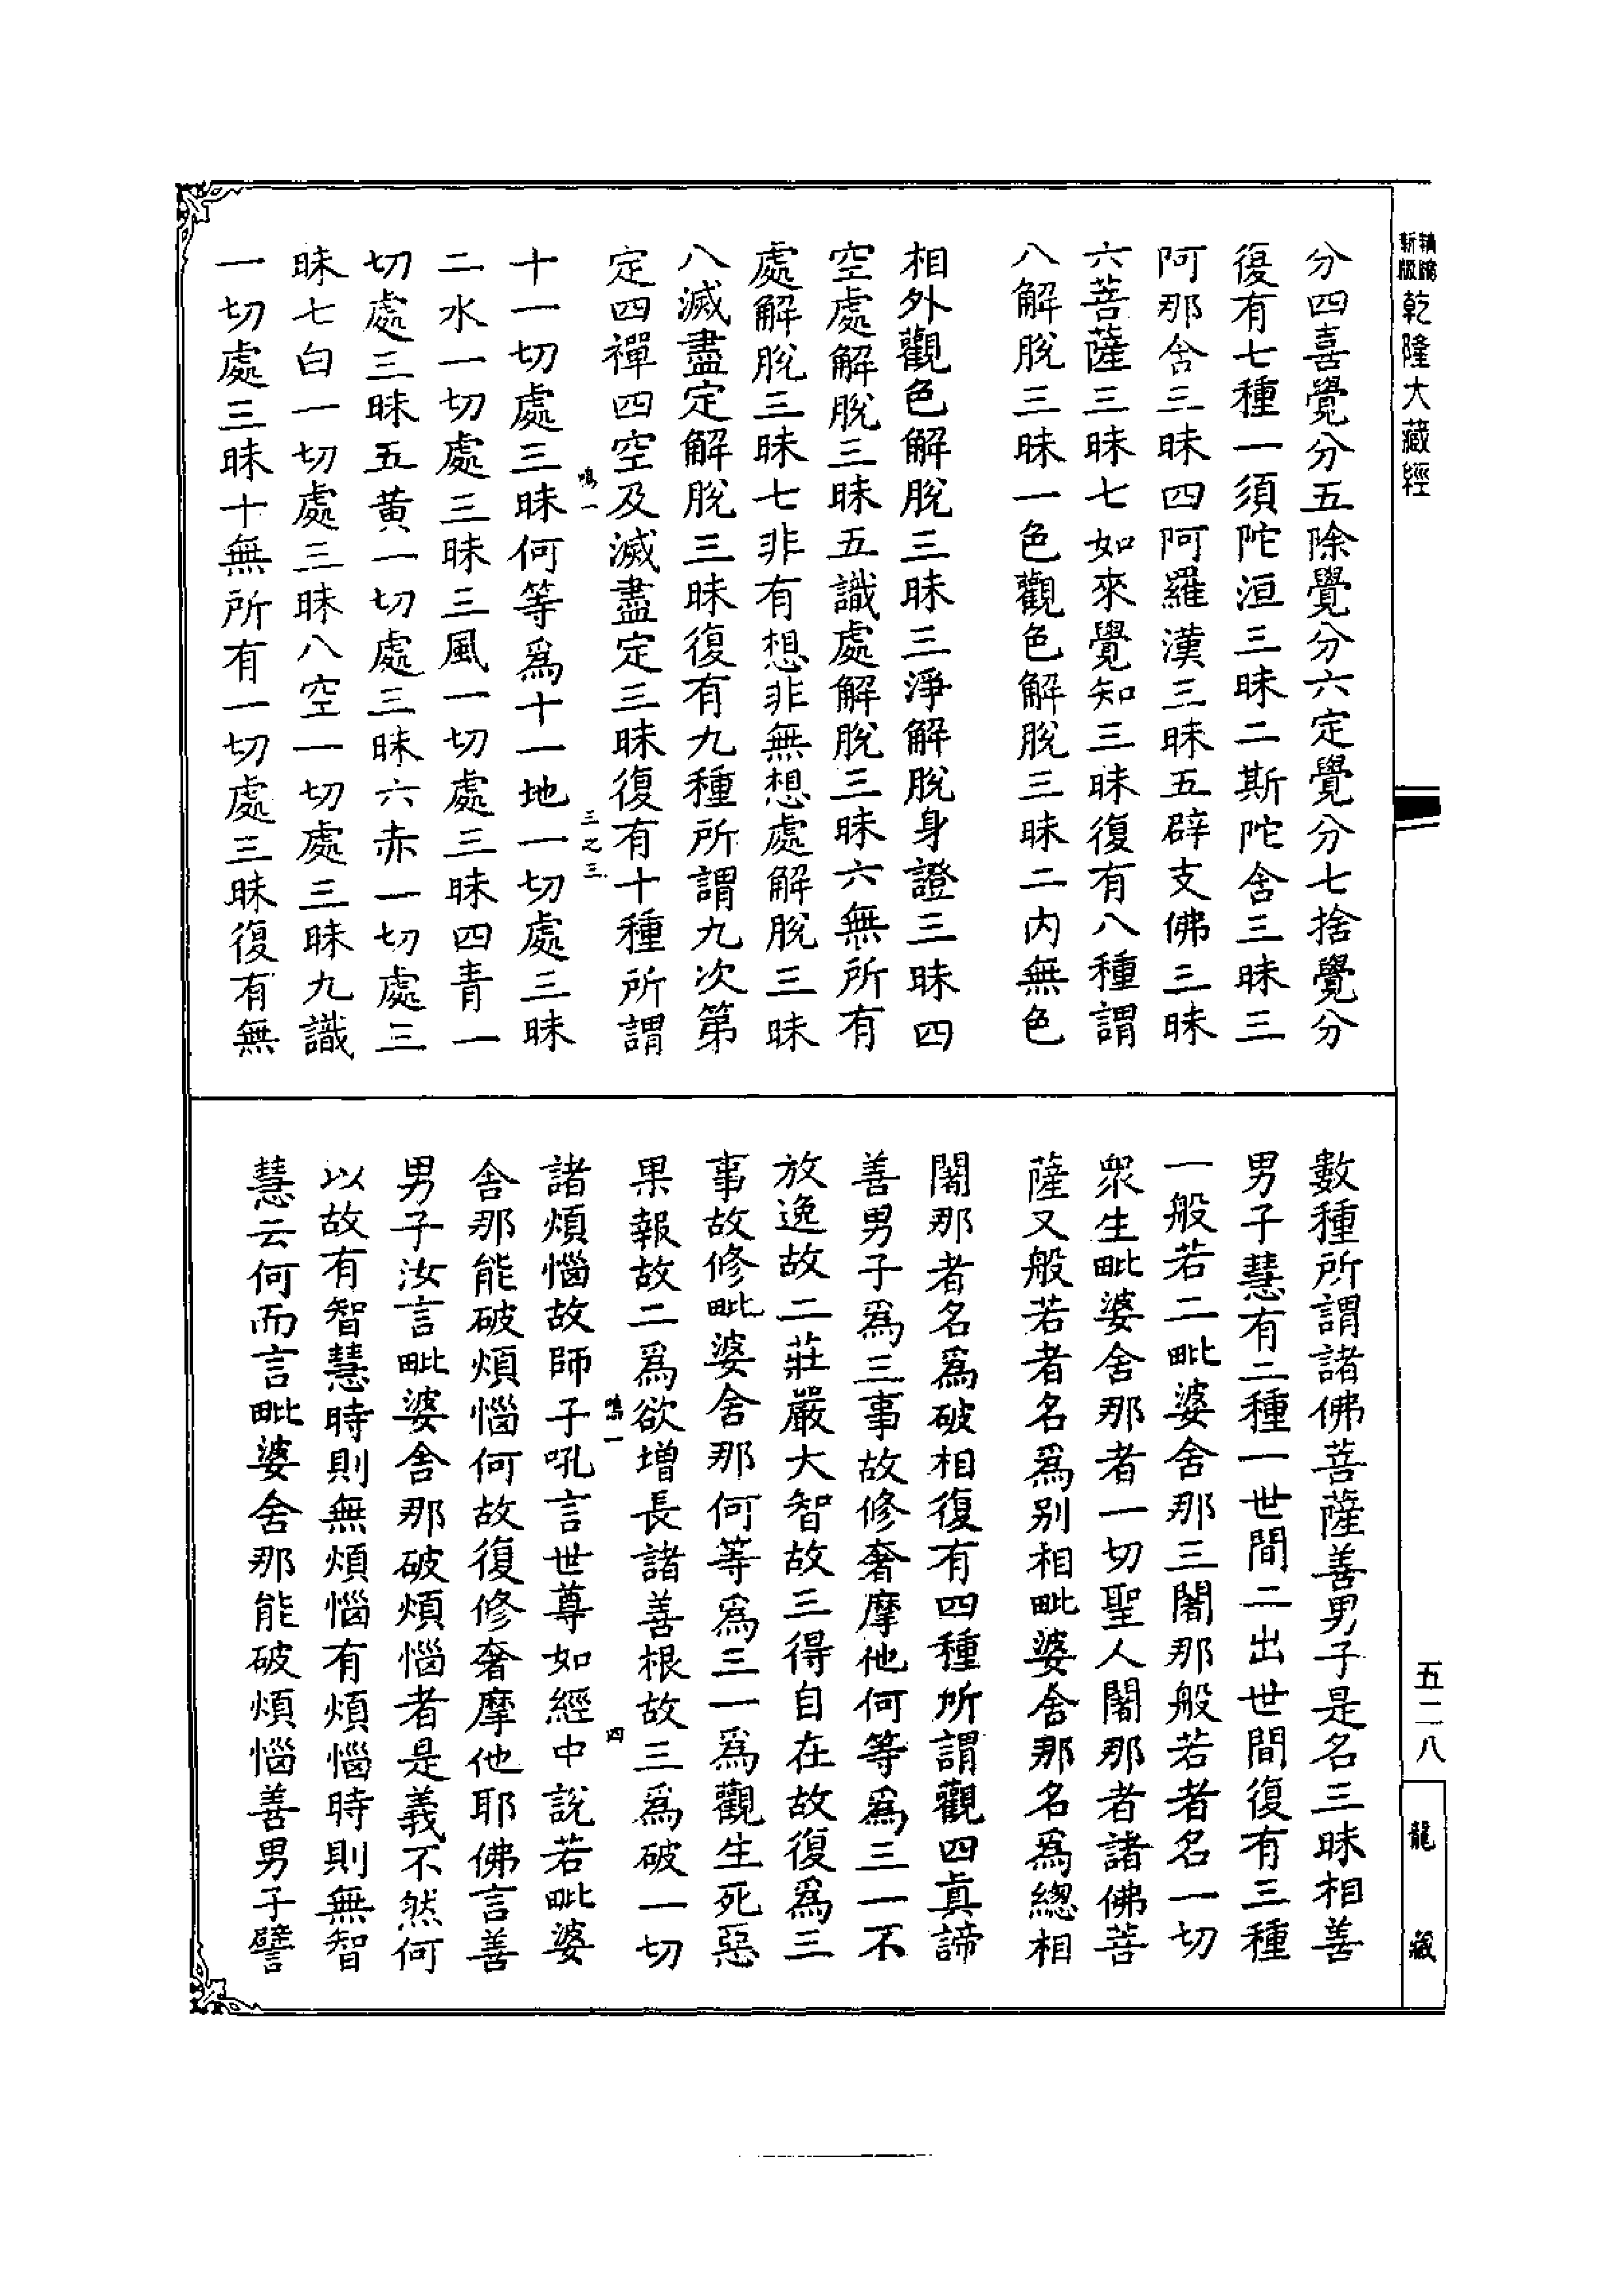 乾隆大藏經
分四喜覺分五除覺分六定覺分七捨覺分
復有七種一須陀洹三昧二斯陀含三昧三
阿那含三昧四阿羅漢三昧五辟支佛三昧
六菩薩三昧七如來覺知三昧復有八種謂
八解脫三昧一色觀色解脫三昧二內無色
相外觀色解脫三昧三淨解脫身證三昧四
空處解脫三昧五識處解脫三昧六無所有
處解脫三昧七非有想非無想處解脫三昧
八滅盡定解脫三昧復有九種所謂九次第
定四禪四空及滅盡定三昧復有十種所謂
鳴一
三之三
十一切處三昧何等爲十一地一切處三昧
二水一切處三昧三風一切處三昧四青一
切處三昧五黃一切處三昧六赤一切處三
昧七白一切處三昧八空一切處三昧九識
一切處三昧十無所有一切處三昧復有無
數種所謂諸佛菩薩善男子是名三昧相善
男子慧有二種一世間二出世間復有三種
一般若二毗婆舍那三闍那般若者名一切
眾生毗婆舍那者一切聖人闍那者諸佛菩
薩又般若者名爲別相毗婆舍那名爲總相
闍那者名爲破相復有四種所謂觀四眞諦
善男子爲三事故修奢摩他何等爲三一不
放逸故二莊嚴大智故三得自在故復爲三
事故修毗婆舍那何等爲三一爲觀生死惡
果報故二爲欲增長諸善根故三爲破一切
鳴一
四
諸煩惱故師子吼言世尊如經中說若毗婆
舍那能破煩惱何故復修奢摩他耶佛言善
男子汝言毗婆舍那破煩惱者是義不然何
以故有智慧時則無煩惱有煩惱時則無智
慧云何而言毗婆舍那能破煩惱善男子譬
五二八
龍藏